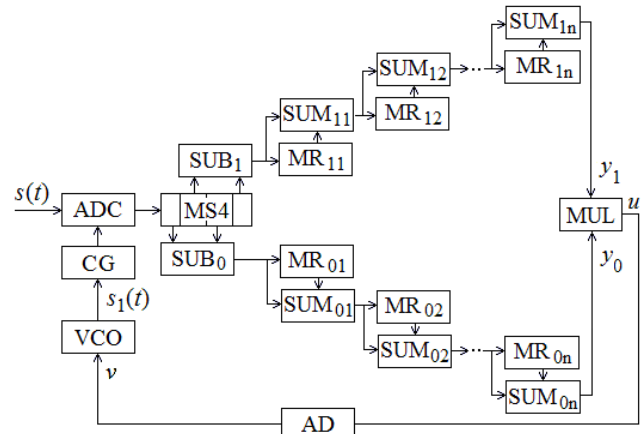 SUM1n
SUM12
MR1n
SUM11
MR12
SUB1
MR11
s(t)
ADC
MS4
y1
u
MUL
CG
SUB0
MR01
y0
s1(t)
SUM01
MR02
VCO
SUM02
MR0n
v
SUM0n
AD